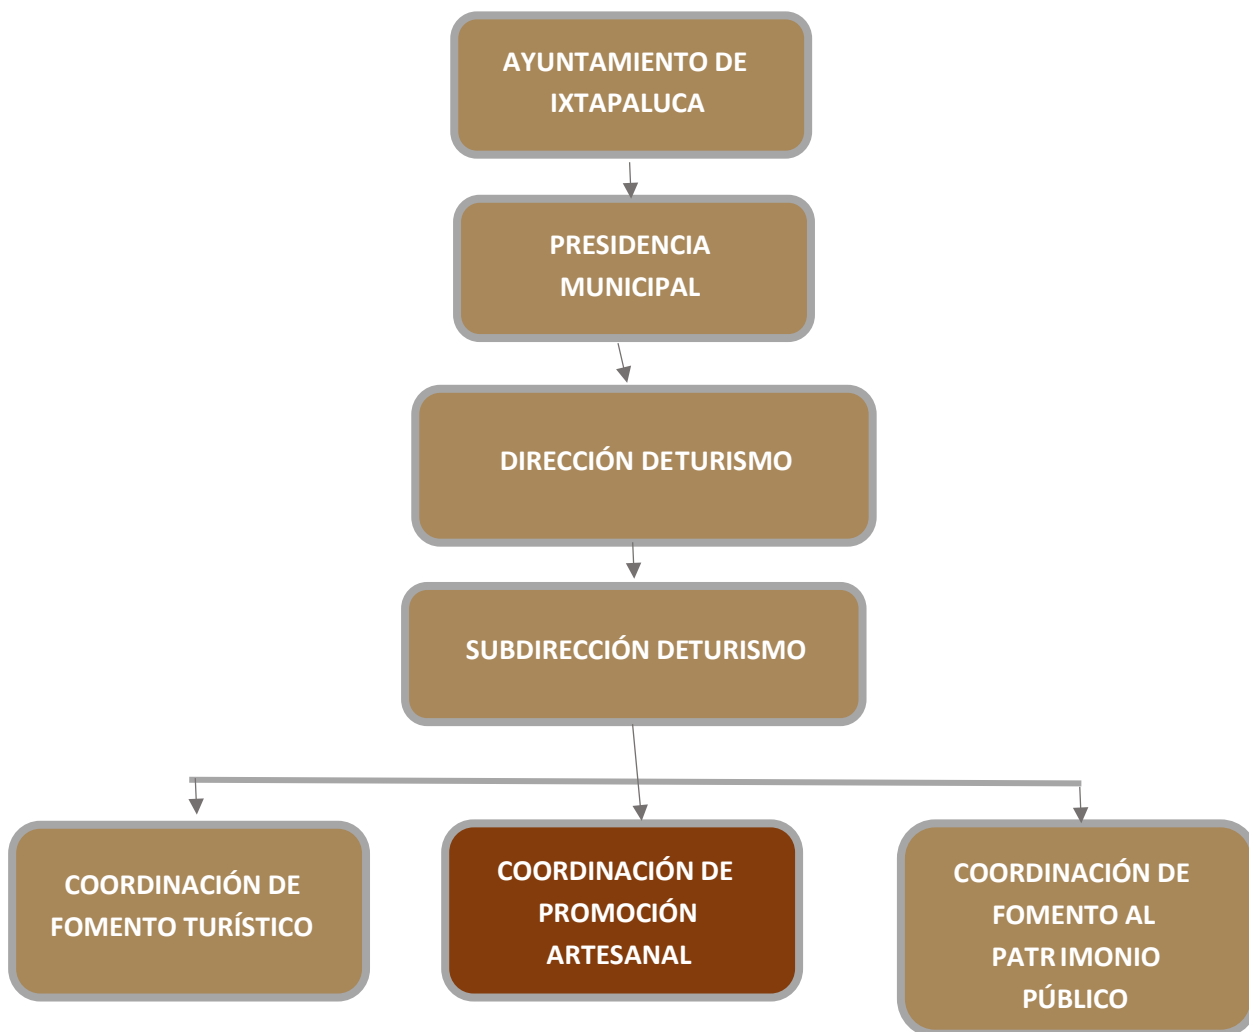 AYUNTAMIENTO DE
IXTAPALUCA
PRESIDENCIA
MUNICIPAL
DIRECCIÓN DETURISMO
SUBDIRECCIÓN DETURISMO
COORDINACIÓN DE
FOMENTO TURÍSTICO
COORDINACIÓN DE
PROMOCIÓN
ARTESANAL
COORDINACIÓN DE
FOMENTO AL
PATR IMONIO
PÚBLICO